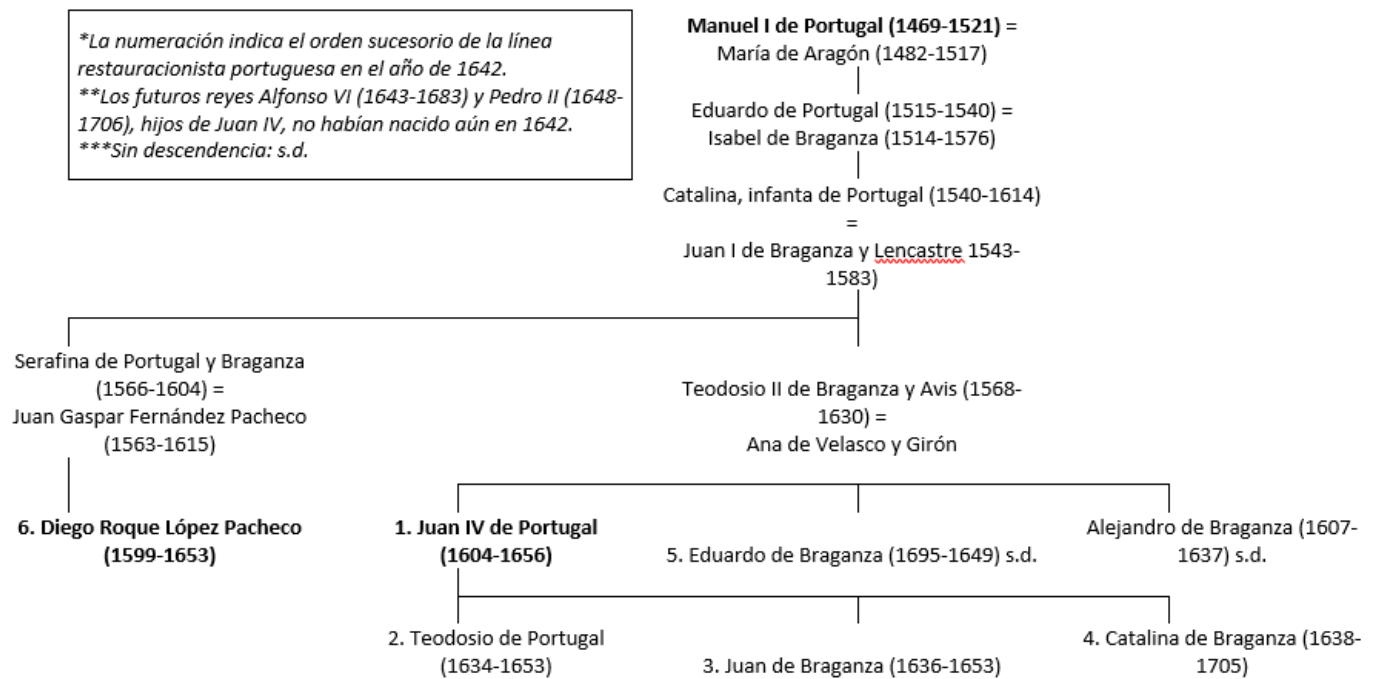 *La numeración indica el orden sucesorio de la línea
restauracionista portuguesa en el año de 1642.
**Los futuros reyes Alfonso VI (1643-1683) y Pedro II (1648-
1706), hijos de Juan IV, no habían nacido aún en 1642.
***Sin descendencia: s.d.
Manuel I de Portugal (1469-1521) =
María de Aragón (1482-1517)
Eduardo de Portugal (1515-1540) =
Isabel de Braganza (1514-1576)
Catalina, infanta de Portugal (1540-1614)
=
Juan I de Braganza y Lencastre 1543-
1583)
Serafina de Portugal y Braganza
(1566-1604) =
Juan Gaspar Fernández Pacheco
(1563-1615)
Teodosio II de Braganza y Avis (1568-
1630) =
Ana de Velasco y Girón
6. Diego Roque López Pacheco
(1599-1653)
1. Juan IV de Portugal
(1604-1656)
5. Eduardo de Braganza (1695-1649) s.d.
Alejandro de Braganza (1607-
1637) s.d.
2. Teodosio de Portugal
(1634-1653)
3. Juan de Braganza (1636-1653)
4. Catalina de Braganza (1638-
1705)